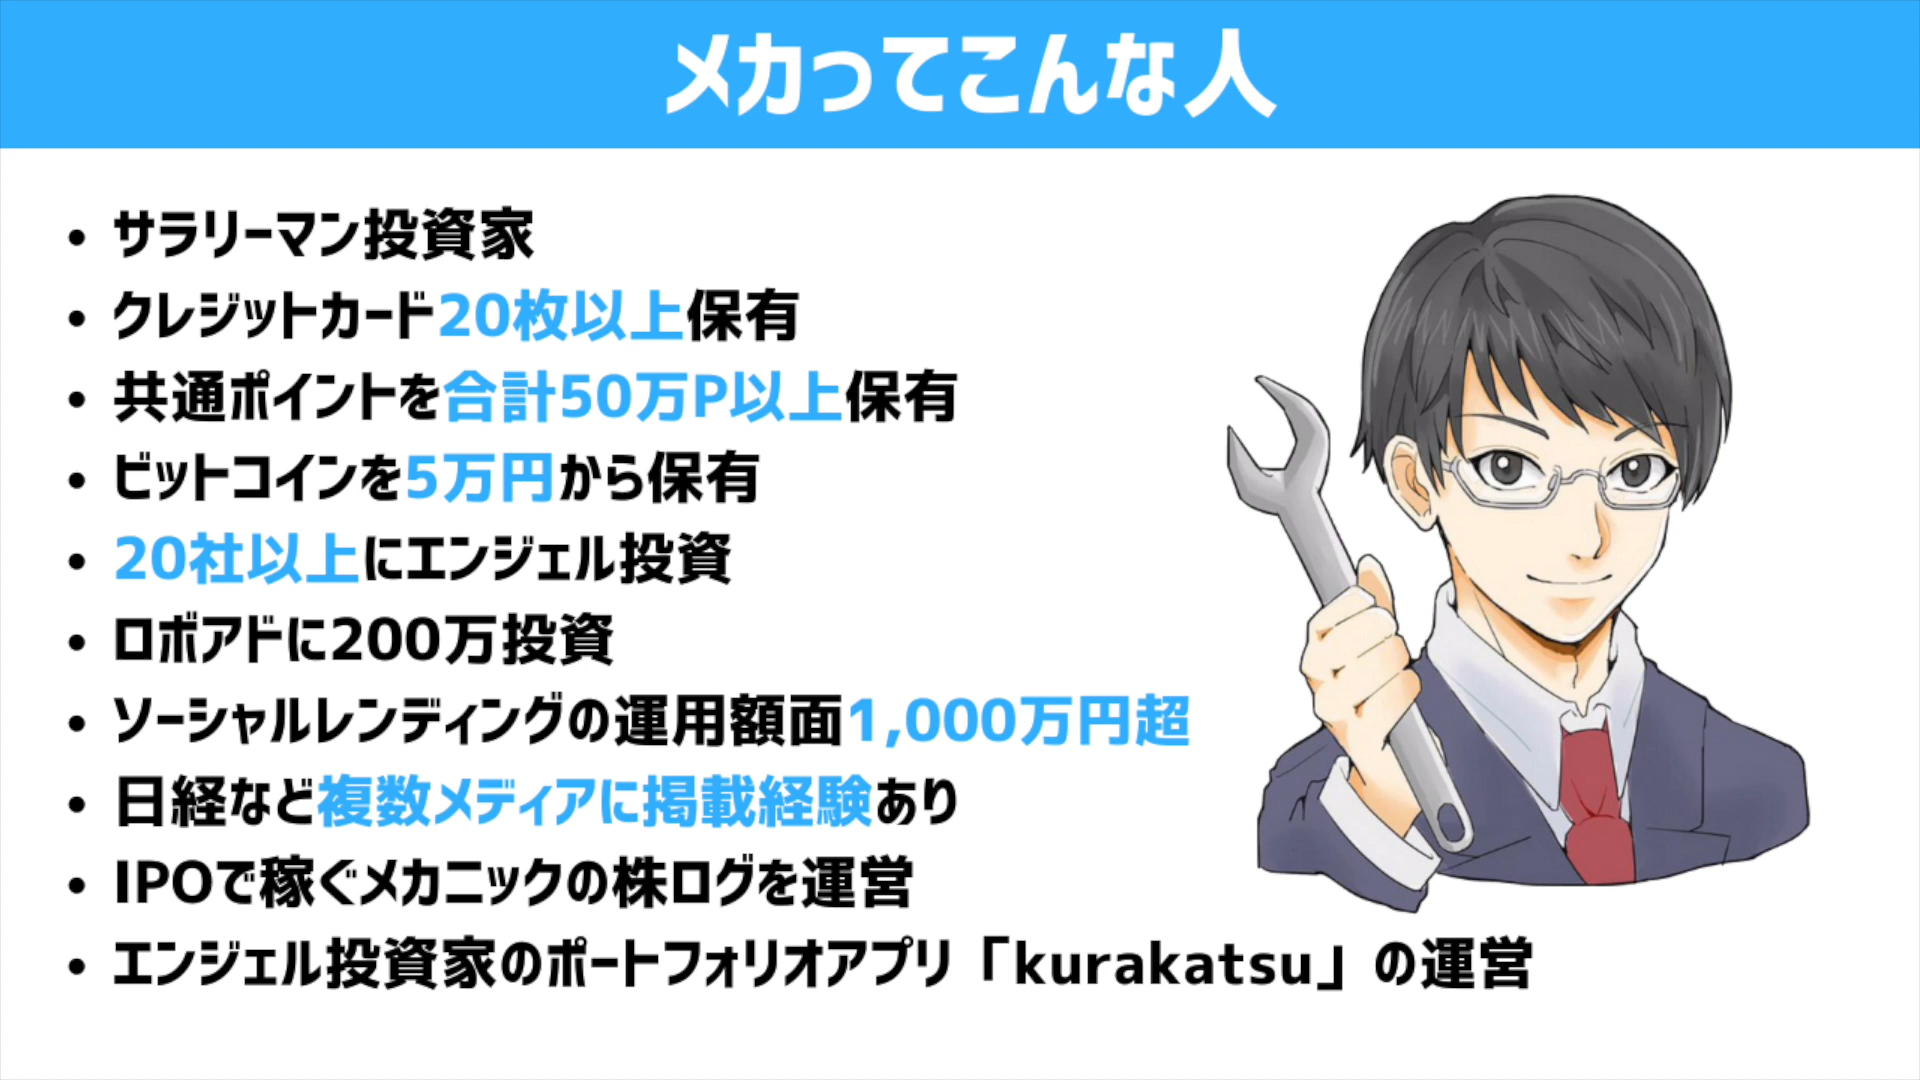 メカってこんな人
• サラリーマン投資家
• クレジットカード20枚以上保有
• 共通ポイントを合計50万P以上保有
• ビットコインを5万円から保有
• 20社以上にエンジェル投資
• ロボアドに200万投資
• ソーシャルレンディングの運用額面1,000万円超
• 日経など複数メディアに掲載経験あり
• IPOで稼ぐメカニックの株ログを運営
• エンジェル投資家のポートフォリオアプリ「kurakatsu」の運営